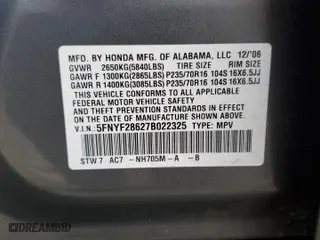 MFD. BY HONDA MFG. OF ALABAMA, LLC 12/'06
GVWR 2650KG(5840LBS) TIRE SIZE RIM SIZE
GAWR F 1300KG(2865LBS) P235/70R16 104S 16X6.5JJ
GAWR R 1400KG(3085LBS) P235/70R16 104S 16X6.5JJ
THIS VEHICLE CONFORMS TO ALL APPLICABLE
FEDERAL MOTOR VEHICLE SAFETY AND
THEFT PREVENTION STANDARDS IN EFFECT
ON THE DATE OF MANUFACTURE SHOWN ABOVE.
V.I.N.: 5FNYF28627B022325 TYPE: MPV
STW 7 AC7 -NH705M-A -B
DREAMBID